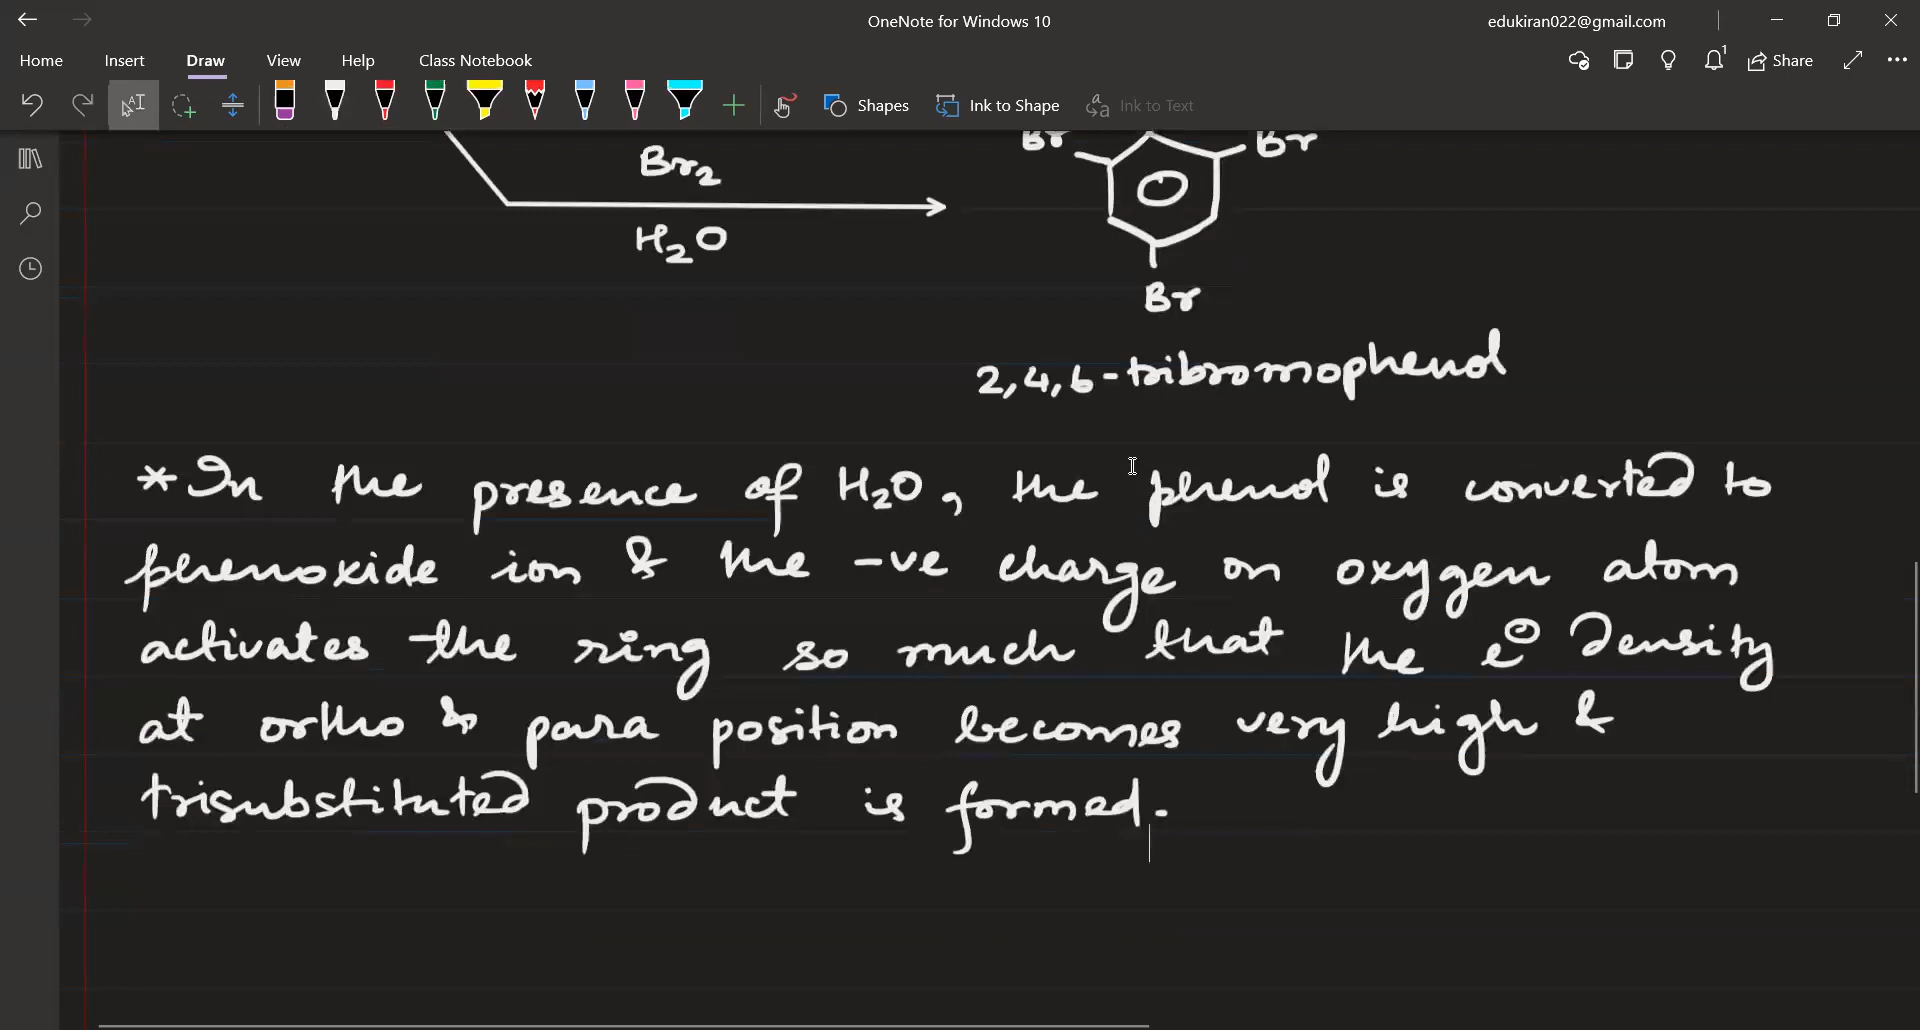 OneNote for Windows 10
edukiran022@gmail.com
Home Insert Draw View Help Class Notebook
1
Share
Shapes Ink to Shape Ink to Text
Br Br
Br₂
H₂O
Br
2,4,6-tribromophenol
*In the presence of H₂O, the phenol is converted to
phenoxide ion & the -ve charge on oxygen atom
activates the ring so much that the e⊖ density
at ortho & para position becomes very high &
trisubstituted product is formed.